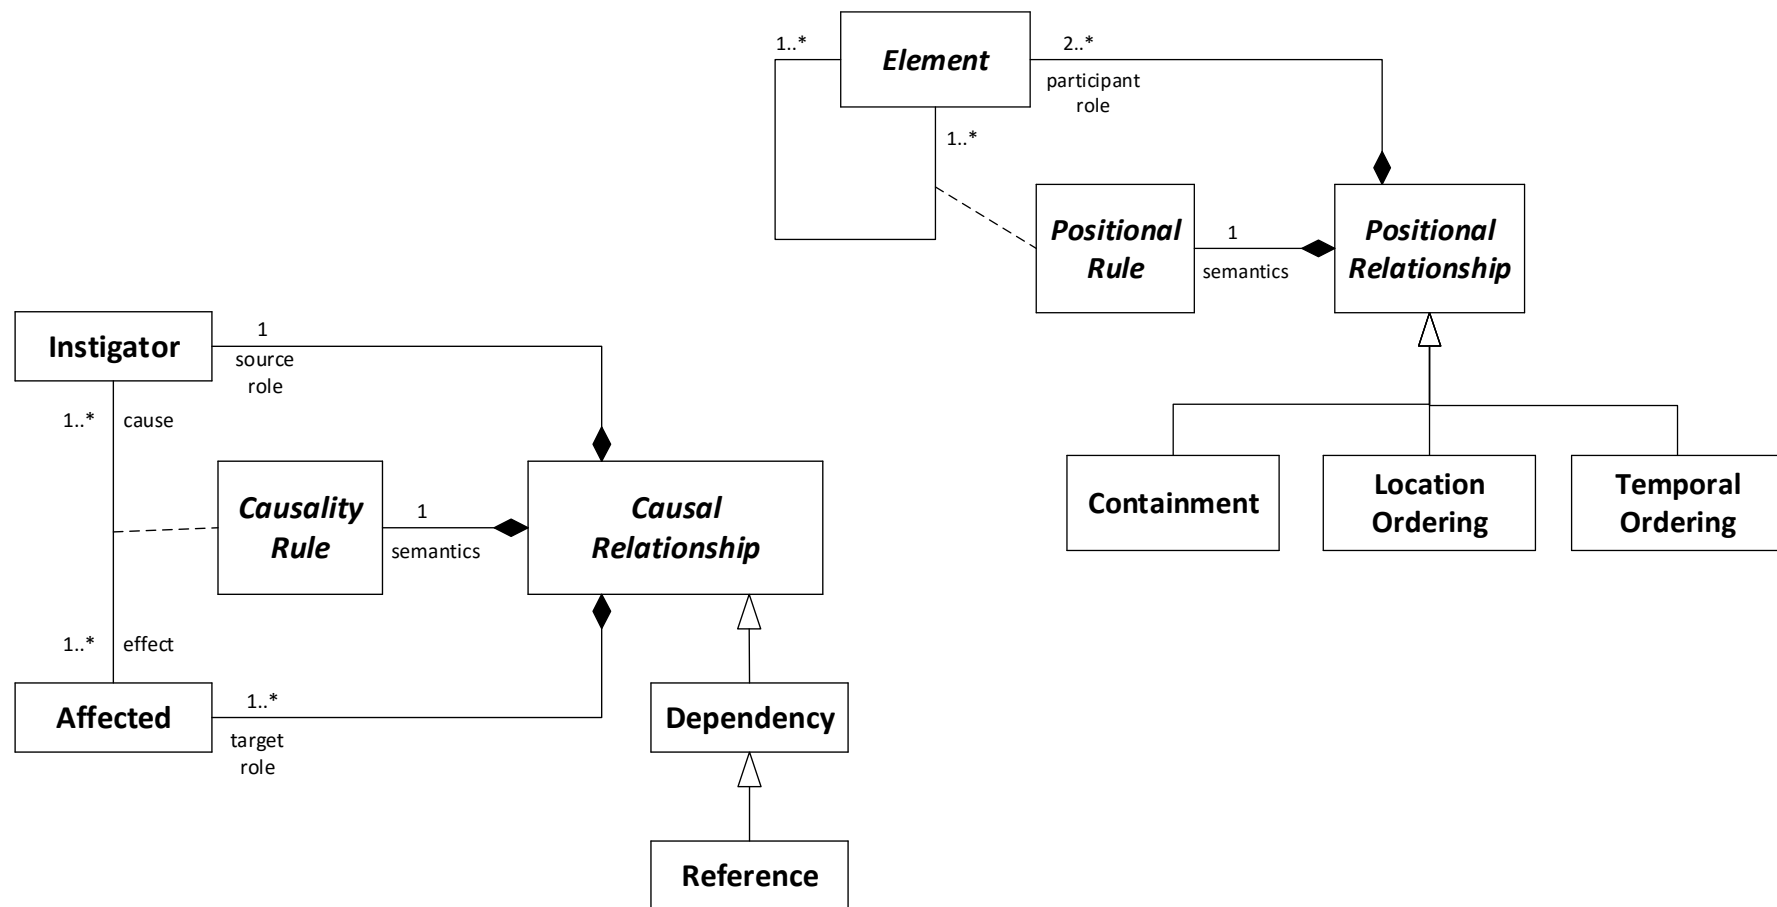 1..*
Element
2..*
participant
role
1..*
Positional
Rule
1
semantics
Positional
Relationship
Containment
Location
Ordering
Temporal
Ordering
Instigator
1
source
role
1..*
cause
Causality
Rule
1
semantics
Causal
Relationship
1..*
effect
Affected
1..*
target
role
Dependency
Reference